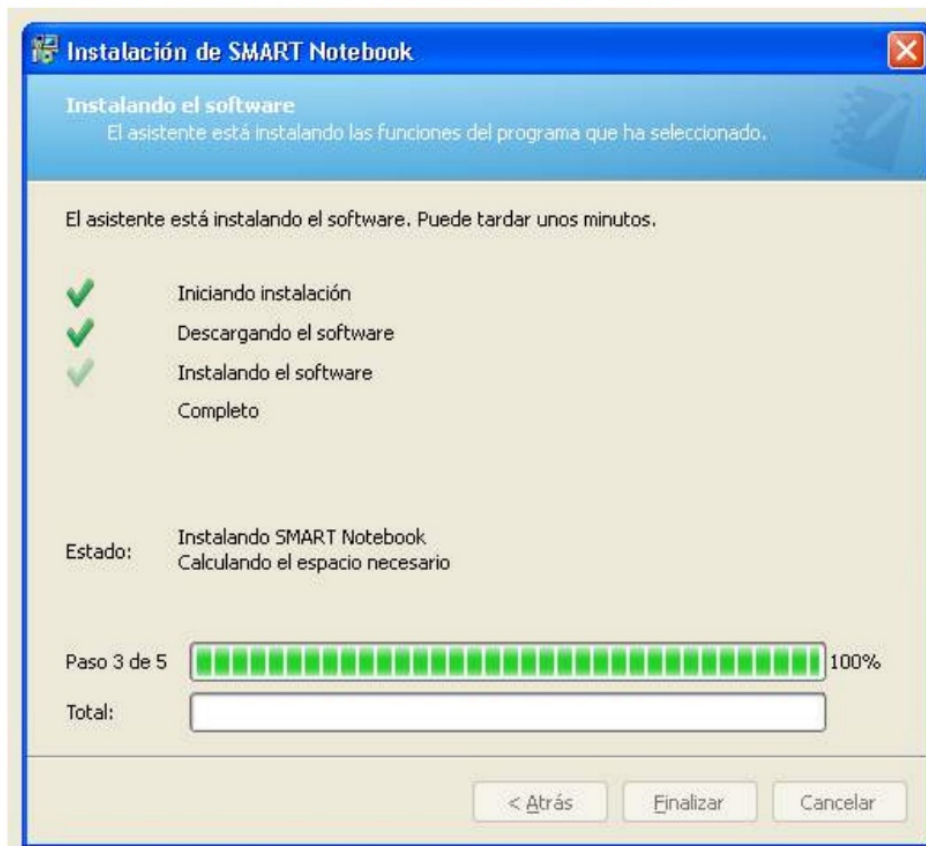 Instalación de SMART Notebook
Instalando el software
El asistente está instalando las funciones del programa que ha seleccionado.
El asistente está instalando el software. Puede tardar unos minutos.
Iniciando instalación
Descargando el software
Instalando el software
Completo
Estado:
Instalando SMART Notebook
Calculando el espacio necesario
Paso 3 de 5
100%
Total:
< Atrás
Finalizar
Cancelar